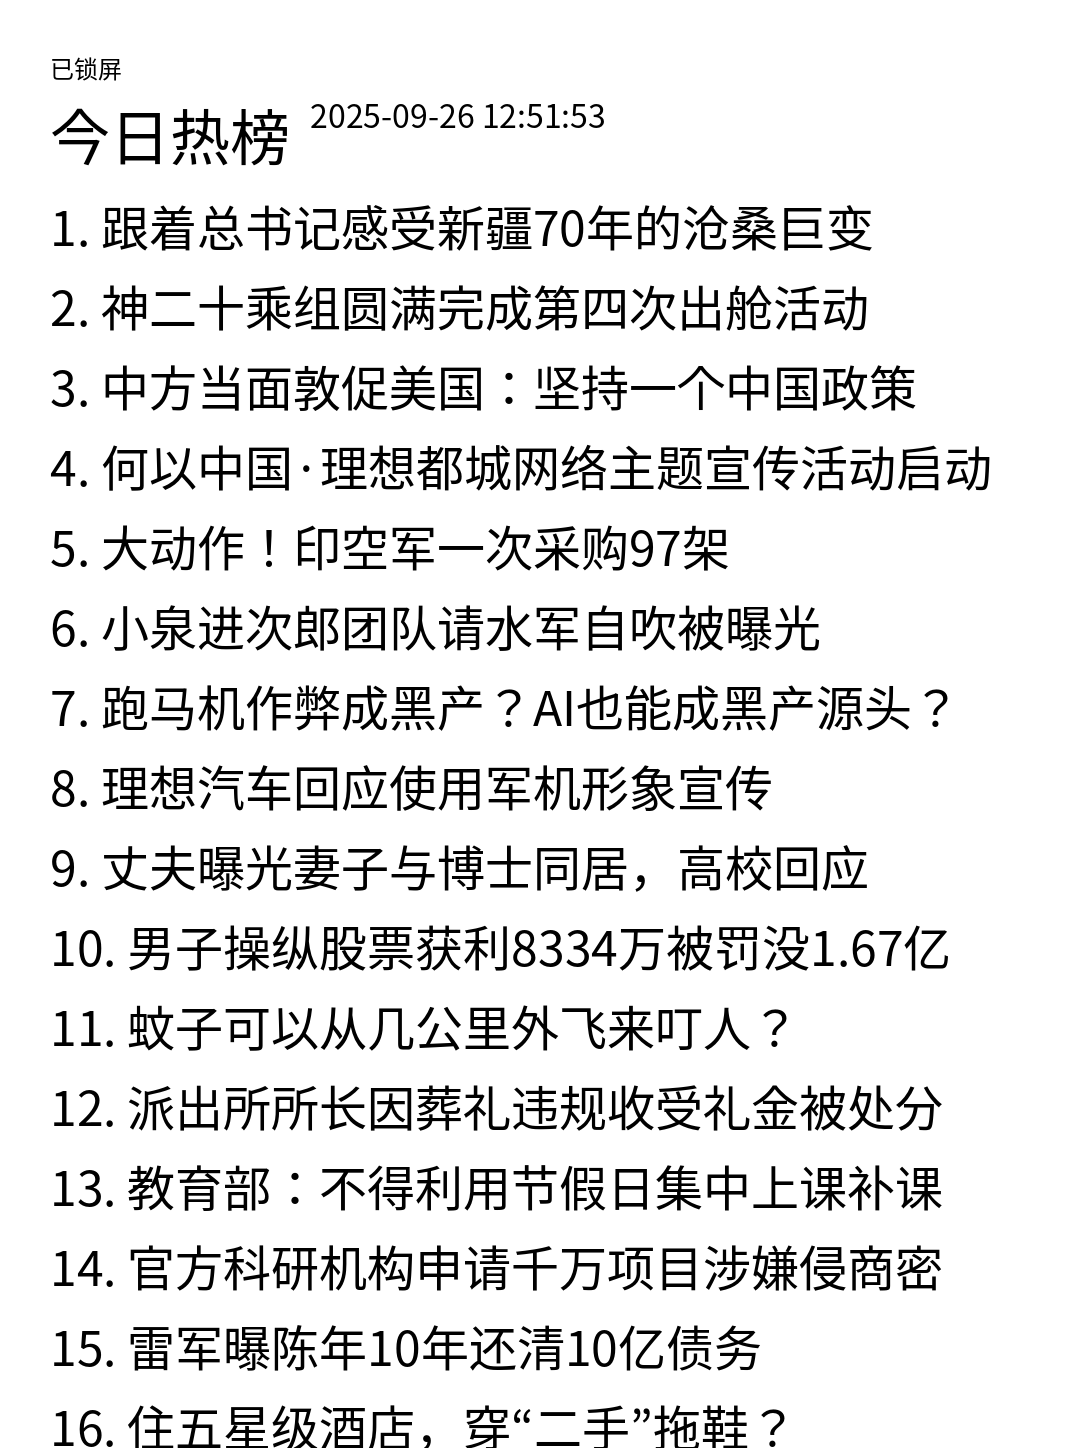 已锁屏
今日热榜 2025-09-26 12:51:53
1. 跟着总书记感受新疆70年的沧桑巨变
2. 神二十乘组圆满完成第四次出舱活动
3. 中方当面敦促美国：坚持一个中国政策
4. 何以中国·理想都城网络主题宣传活动启动
5. 大动作！印空军一次采购97架
6. 小泉进次郎团队请水军自吹被曝光
7. 跑马机作弊成黑产？AI也能成黑产源头？
8. 理想汽车回应使用军机形象宣传
9. 丈夫曝光妻子与博士同居，高校回应
10. 男子操纵股票获利8334万被罚没1.67亿
11. 蚊子可以从几公里外飞来叮人？
12. 派出所所长因葬礼违规收受礼金被处分
13. 教育部：不得利用节假日集中上课补课
14. 官方科研机构申请千万项目涉嫌侵商密
15. 雷军曝陈年10年还清10亿债务
16. 住五星级酒店，穿“二手”拖鞋？